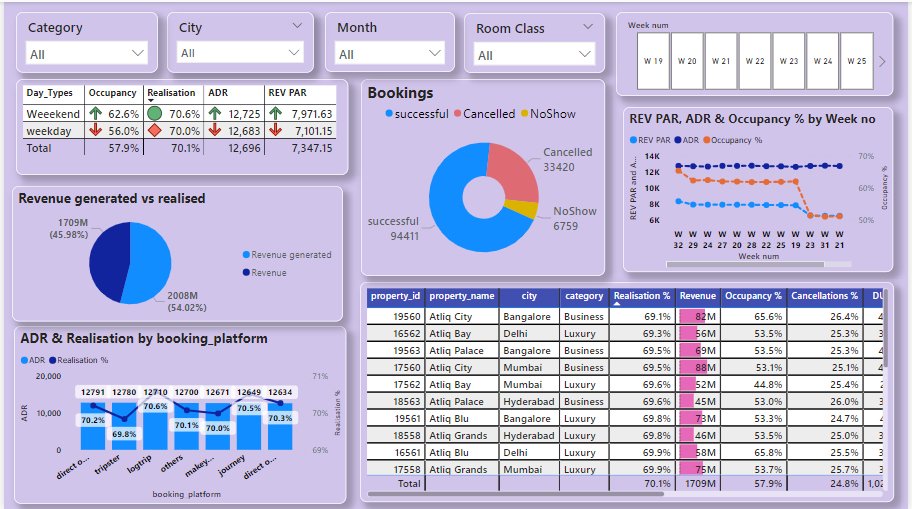 Category
All
City
All
Month
All
Room Class
All
Week num
W 19 W 20 W 21 W 22 W 23 W 24 W 25
Day_Types Occupancy Realisation ADR REV PAR
Weeekend 62.6% 70.6% 12,725 7,971.63
weekday 56.0% 70.0% 12,683 7,101.15
Total 57.9% 70.1% 12,696 7,347.15
Bookings
successful Cancelled NoShow
Cancelled
33420
NoShow
6759
successful
94411
REV PAR, ADR & Occupancy % by Week no
REV PAR ADR Occupancy %
REV PAR and A...
14K
12K
10K
8K
6K
70%
60%
50%
Occupancy %
W W W W W W W W W W W W
32 29 24 27 20 28 22 25 19 23 31 21
Week num
Revenue generated vs realised
1709M
(45.98%)
2008M
(54.02%)
Revenue generated
Revenue
ADR & Realisation by booking_platform
ADR Realisation %
ADR
20,000
10,000
0
71%
70%
69%
Realisation %
12791 12780 12710 12700 12671 12649 12634
70.2% 69.8% 70.6% 70.1% 70.0% 70.5% 70.3%
direct o... tripster logtrip others makey... journey direct o...
booking_platform
property_id property_name city category Realisation % Revenue Occupancy % Cancellations % DU
19560 Atliq City Bangalore Business 69.1% 82M 65.6% 26.4% 4
16562 Atliq Bay Delhi Luxury 69.3% 56M 53.5% 25.3% 3
19563 Atliq Palace Bangalore Business 69.5% 69M 53.5% 25.3% 4
17560 Atliq City Mumbai Business 69.5% 88M 53.1% 25.1% 4
17562 Atliq Bay Mumbai Luxury 69.6% 52M 44.8% 25.4% 2
18563 Atliq Palace Hyderabad Business 69.6% 45M 53.0% 26.0% 3
19561 Atliq Blu Bangalore Luxury 69.8% 73M 53.3% 24.7% 4
18558 Atliq Grands Hyderabad Luxury 69.8% 46M 53.5% 25.0% 3
16561 Atliq Blu Delhi Luxury 69.9% 58M 65.8% 25.5% 3
17558 Atliq Grands Mumbai Luxury 69.9% 75M 53.7% 25.7% 3
Total 70.1% 1709M 57.9% 24.8% 1,02